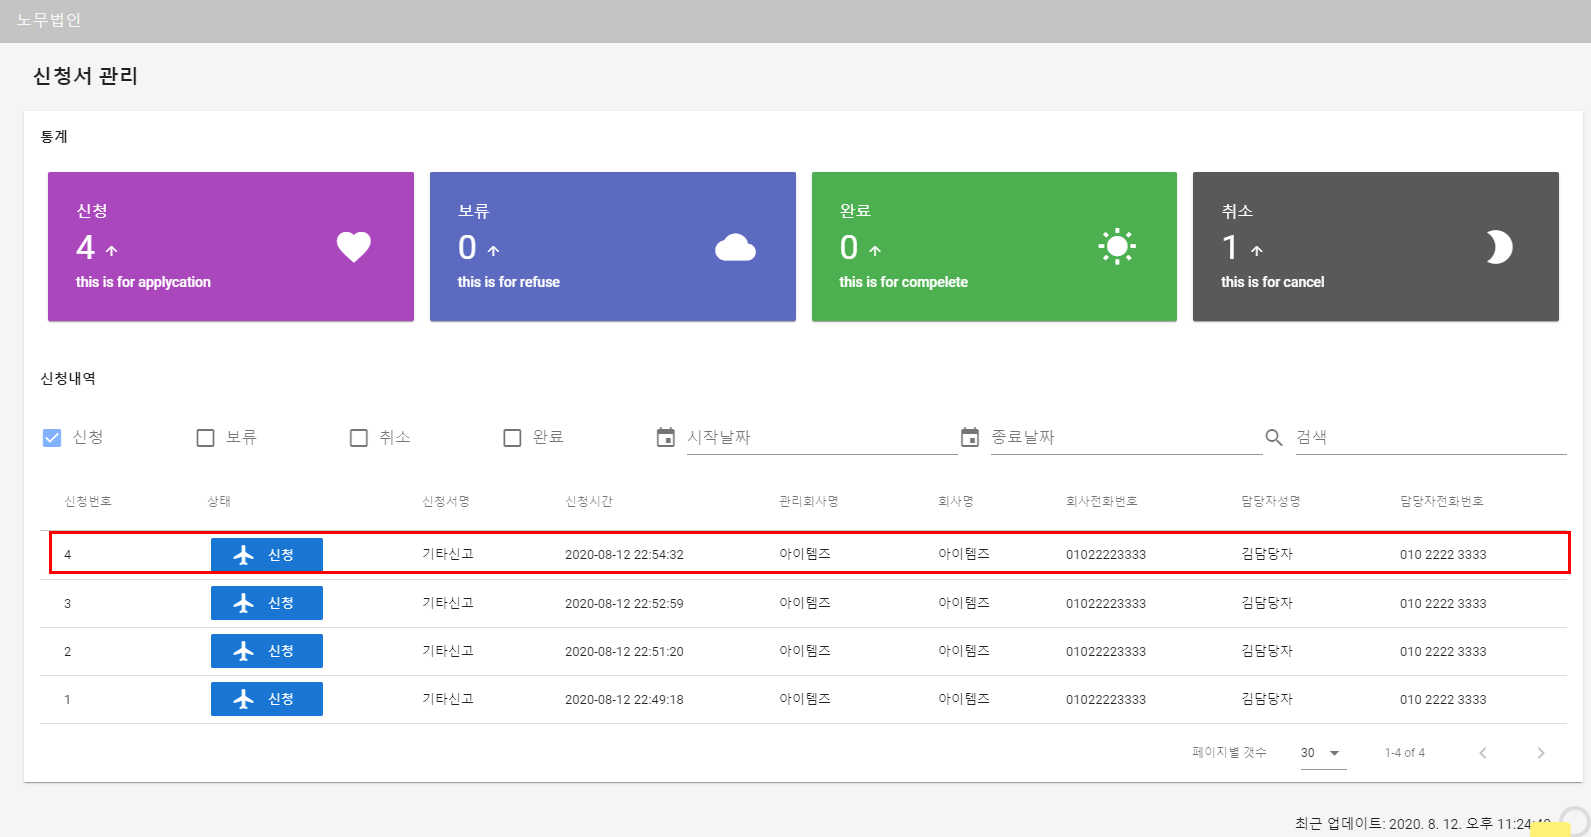 노무법인
신청서 관리
통계
신청
4
this is for applycation
보류
0
this is for refuse
완료
0
this is for compelete
취소
1
this is for cancel
신청내역
신청 보류 취소 완료 시작날짜 종료날짜 검색
신청번호 상태 신청서명 신청시간 관리회사명 회사명 회사전화번호 담당자성명 담당자전화번호
4 신청 기타신고 2020-08-12 22:54:32 아이템즈 아이템즈 01022223333 김담당자 010 2222 3333
3 신청 기타신고 2020-08-12 22:52:59 아이템즈 아이템즈 01022223333 김담당자 010 2222 3333
2 신청 기타신고 2020-08-12 22:51:20 아이템즈 아이템즈 01022223333 김담당자 010 2222 3333
1 신청 기타신고 2020-08-12 22:49:18 아이템즈 아이템즈 01022223333 김담당자 010 2222 3333
페이지별 갯수 30 1-4 of 4
최근 업데이트: 2020. 8. 12. 오후